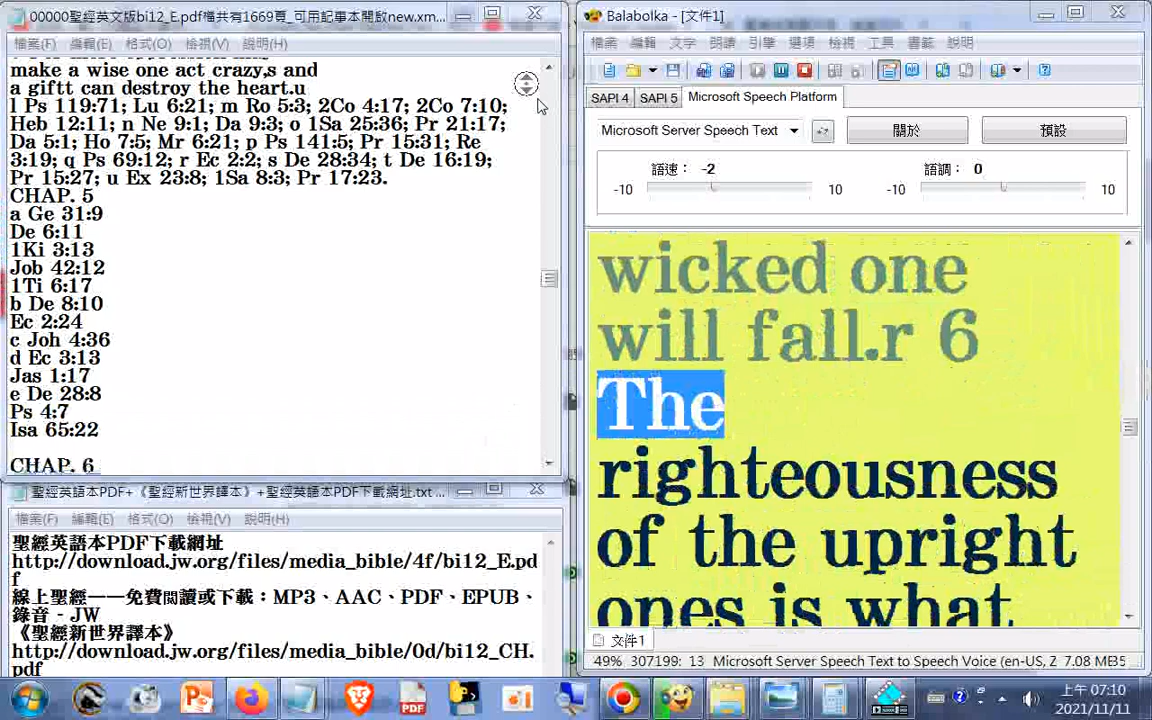 00000聖經英文版bi12_E.pdf檔共有1669頁_可用記事本開啟new.xm...
檔案(F) 編輯(E) 格式(O) 檢視(V) 說明(H)
make a wise one act crazy,s and
a giftt can destroy the heart.u
l Ps 119:71; Lu 6:21; m Ro 5:3; 2Co 4:17; 2Co 7:10;
Heb 12:11; n Ne 9:1; Da 9:3; o 1Sa 25:36; Pr 21:17;
Da 5:1; Ho 7:5; Mr 6:21; p Ps 141:5; Pr 15:31; Re
3:19; q Ps 69:12; r Ec 2:2; s De 28:34; t De 16:19;
Pr 15:27; u Ex 23:8; 1Sa 8:3; Pr 17:23.
CHAP. 5
a Ge 31:9
De 6:11
1Ki 3:13
Job 42:12
1Ti 6:17
b De 8:10
Ec 2:24
c Joh 4:36
d Ec 3:13
Jas 1:17
e De 28:8
Ps 4:7
Isa 65:22
CHAP. 6
聖經英語本PDF+《聖經新世界譯本》+聖經英語本PDF下載網址.txt ...
檔案(F) 編輯(E) 格式(O) 檢視(V) 說明(H)
聖經英語本PDF下載網址
http://download.jw.org/files/media_bible/4f/bi12_E.pd
f
線上聖經——免費閱讀或下載：MP3、AAC、PDF、EPUB、
錄音 - JW
《聖經新世界譯本》
http://download.jw.org/files/media_bible/0d/bi12_CH.
pdf
Balabolka - [文件1]
檔案 編輯 文字 朗讀 引擎 選項 檢視 工具 書籤 說明
SAPI 4 SAPI 5 Microsoft Speech Platform
Microsoft Server Speech Text 關於 預設
語速： -2 語調： 0
-10 10 -10 10
wicked one
will fall.r 6
The
righteousness
of the upright
ones is what
文件1
49% 307199: 13 Microsoft Server Speech Text to Speech Voice (en-US, Z 7.08 MB
PDF
上午 07:10
2021/11/11